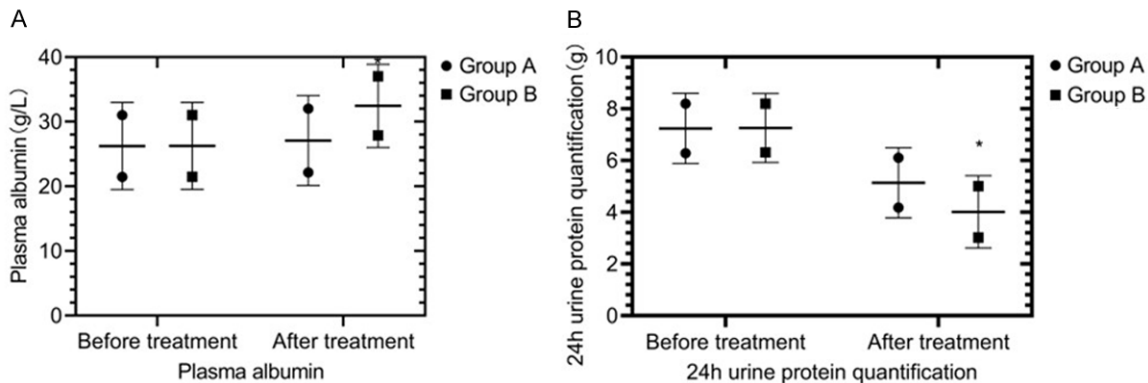 A
Plasma albumin(g/L)
40
30
20
10
0
*
Group A
Group B
Before treatment
After treatment
Plasma albumin
B
24h urine protein quantification(g)
10
8
6
4
2
0
*
Group A
Group B
Before treatment
After treatment
24h urine protein quantification